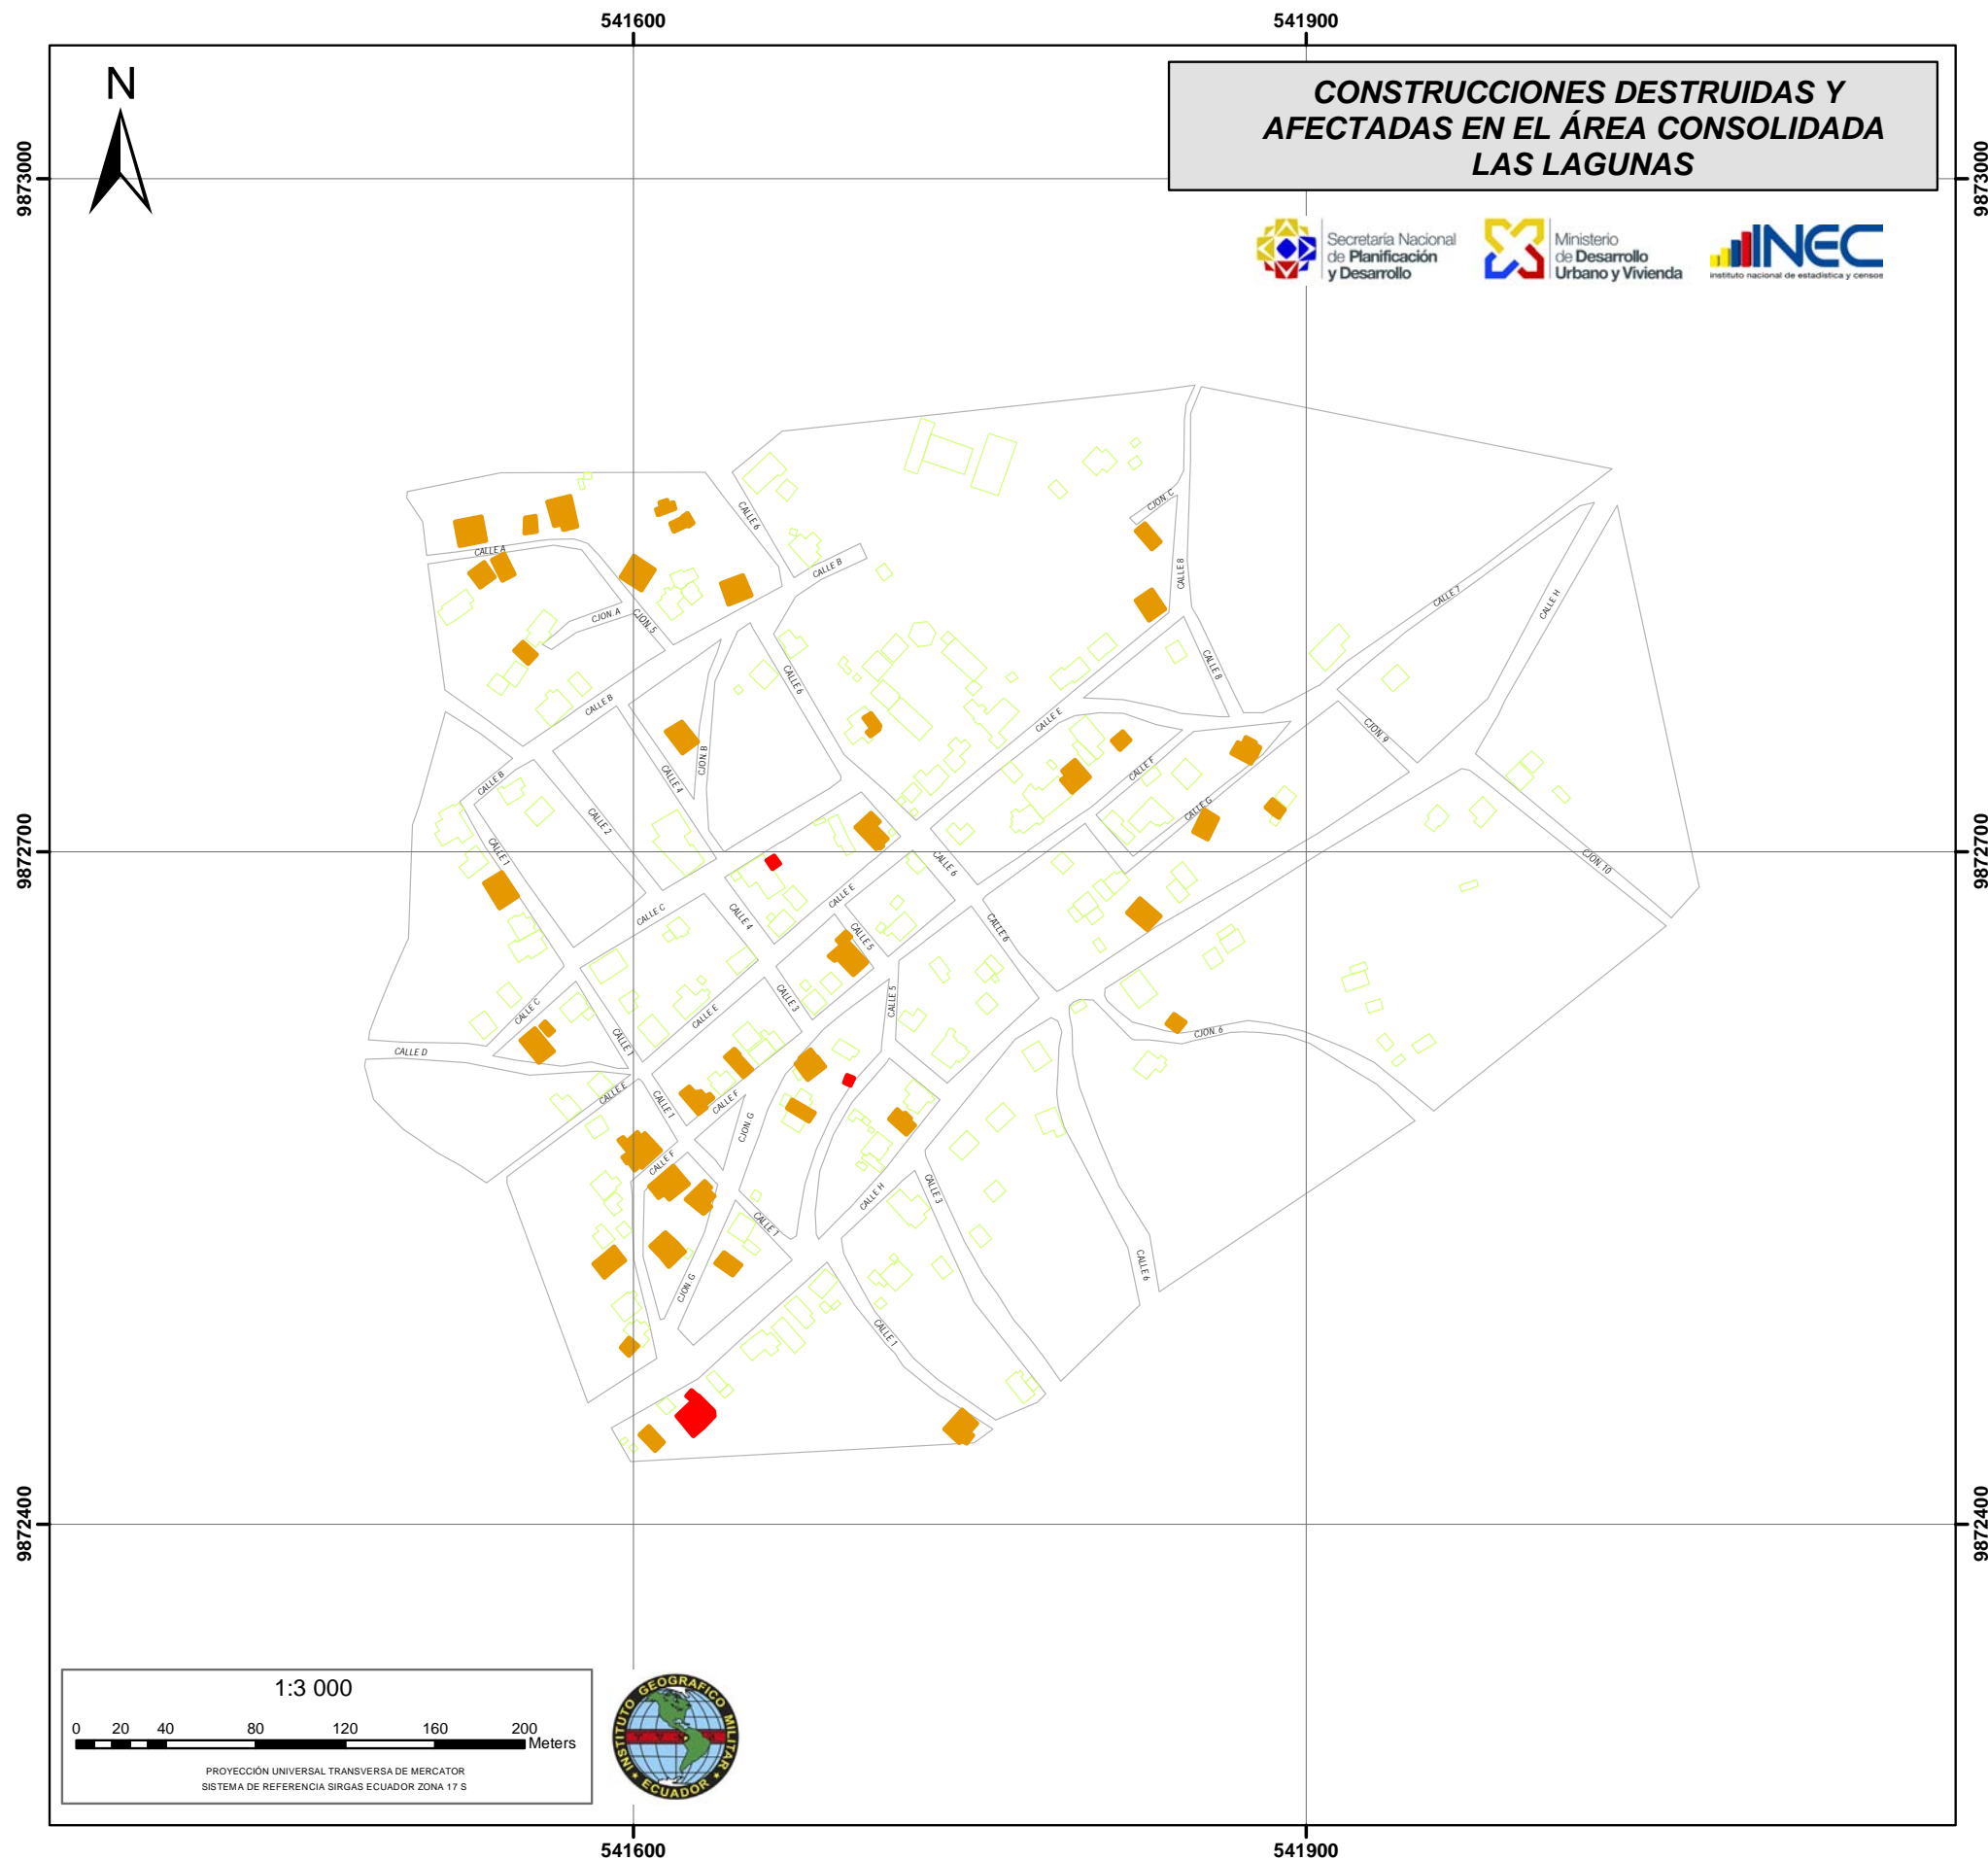 541600
541900
N
CONSTRUCCIONES DESTRUIDAS Y
AFECTADAS EN EL ÁREA CONSOLIDADA
LAS LAGUNAS
9873000
9873000
Secretaría Nacional
de Planificación
y Desarrollo
Ministerio
de Desarrollo
Urbano y Vivienda
INEC
instituto nacional de estadística y censos
CALLE 6
CJON. C
CALLE A
CALLE B
CALLE 8
CALLE 7
CALLE H
CJON. A
CJON. 5
CALLE 8
CALLE 6
CALLE B
CALLE E
CJON. 9
CJON. B
CALLE 4
CALLE F
CALLE B
CALLE G
CALLE 2
9872700
9872700
CALLE 1
CALLE 6
CJON. 10
CALLE E
CALLE C
CALLE 4
CALLE 6
CALLE 5
CALLE 3
CALLE 5
CALLE C
CALLE E
CJON. 6
CALLE 1
CALLE D
CALLE E
CALLE 1
CALLE F
CJON. G
CALLE F
CALLE H
CALLE 3
CALLE 1
CALLE 6
CJON. G
CALLE 1
9872400
9872400
1:3 000
0 20 40 80 120 160 200
Meters
PROYECCIÓN UNIVERSAL TRANSVERSA DE MERCATOR
SISTEMA DE REFERENCIA SIRGAS ECUADOR ZONA 17 S
INSTITUTO GEOGRAFICO MILITAR
ECUADOR
541600
541900